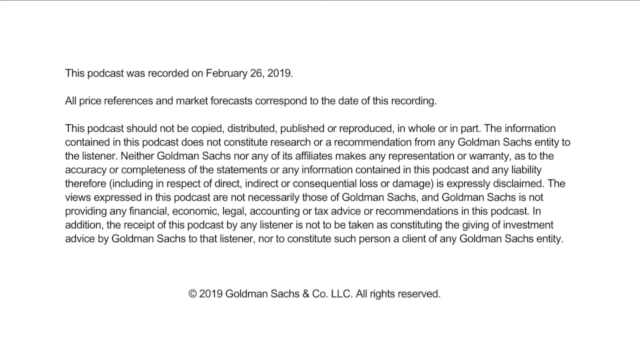 This podcast was recorded on February 26, 2019.
All price references and market forecasts correspond to the date of this recording.
This podcast should not be copied, distributed, published or reproduced, in whole or in part. The information
contained in this podcast does not constitute research or a recommendation from any Goldman Sachs entity to
the listener. Neither Goldman Sachs nor any of its affiliates makes any representation or warranty, as to the
accuracy or completeness of the statements or any information contained in this podcast and any liability
therefore (including in respect of direct, indirect or consequential loss or damage) is expressly disclaimed. The
views expressed in this podcast are not necessarily those of Goldman Sachs, and Goldman Sachs is not
providing any financial, economic, legal, accounting or tax advice or recommendations in this podcast. In
addition, the receipt of this podcast by any listener is not to be taken as constituting the giving of investment
advice by Goldman Sachs to that listener, nor to constitute such person a client of any Goldman Sachs entity.
© 2019 Goldman Sachs & Co. LLC. All rights reserved.